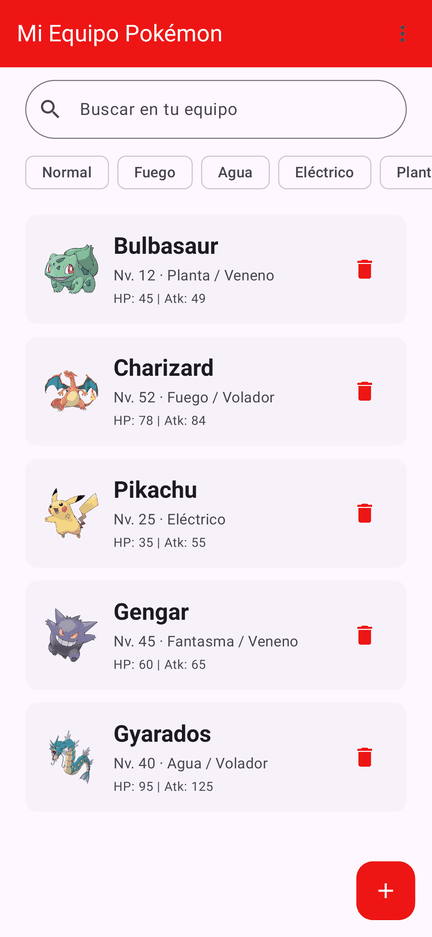 Mi Equipo Pokémon
Buscar en tu equipo
Normal Fuego Agua Eléctrico Plant
Bulbasaur
Nv. 12 · Planta / Veneno
HP: 45 | Atk: 49
Charizard
Nv. 52 · Fuego / Volador
HP: 78 | Atk: 84
Pikachu
Nv. 25 · Eléctrico
HP: 35 | Atk: 55
Gengar
Nv. 45 · Fantasma / Veneno
HP: 60 | Atk: 65
Gyarados
Nv. 40 · Agua / Volador
HP: 95 | Atk: 125
+